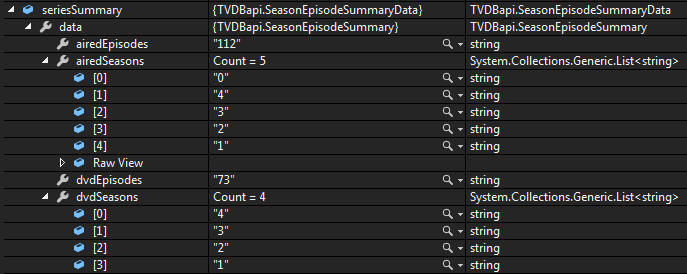 seriesSummary {TVDBapi.SeasonEpisodeSummaryData} TVDBapi.SeasonEpisodeSummaryData
data {TVDBapi.SeasonEpisodeSummary} TVDBapi.SeasonEpisodeSummary
airedEpisodes "112" string
airedSeasons Count = 5 System.Collections.Generic.List<string>
[0] "0" string
[1] "4" string
[2] "3" string
[3] "2" string
[4] "1" string
Raw View
dvdEpisodes "73" string
dvdSeasons Count = 4 System.Collections.Generic.List<string>
[0] "4" string
[1] "3" string
[2] "2" string
[3] "1" string